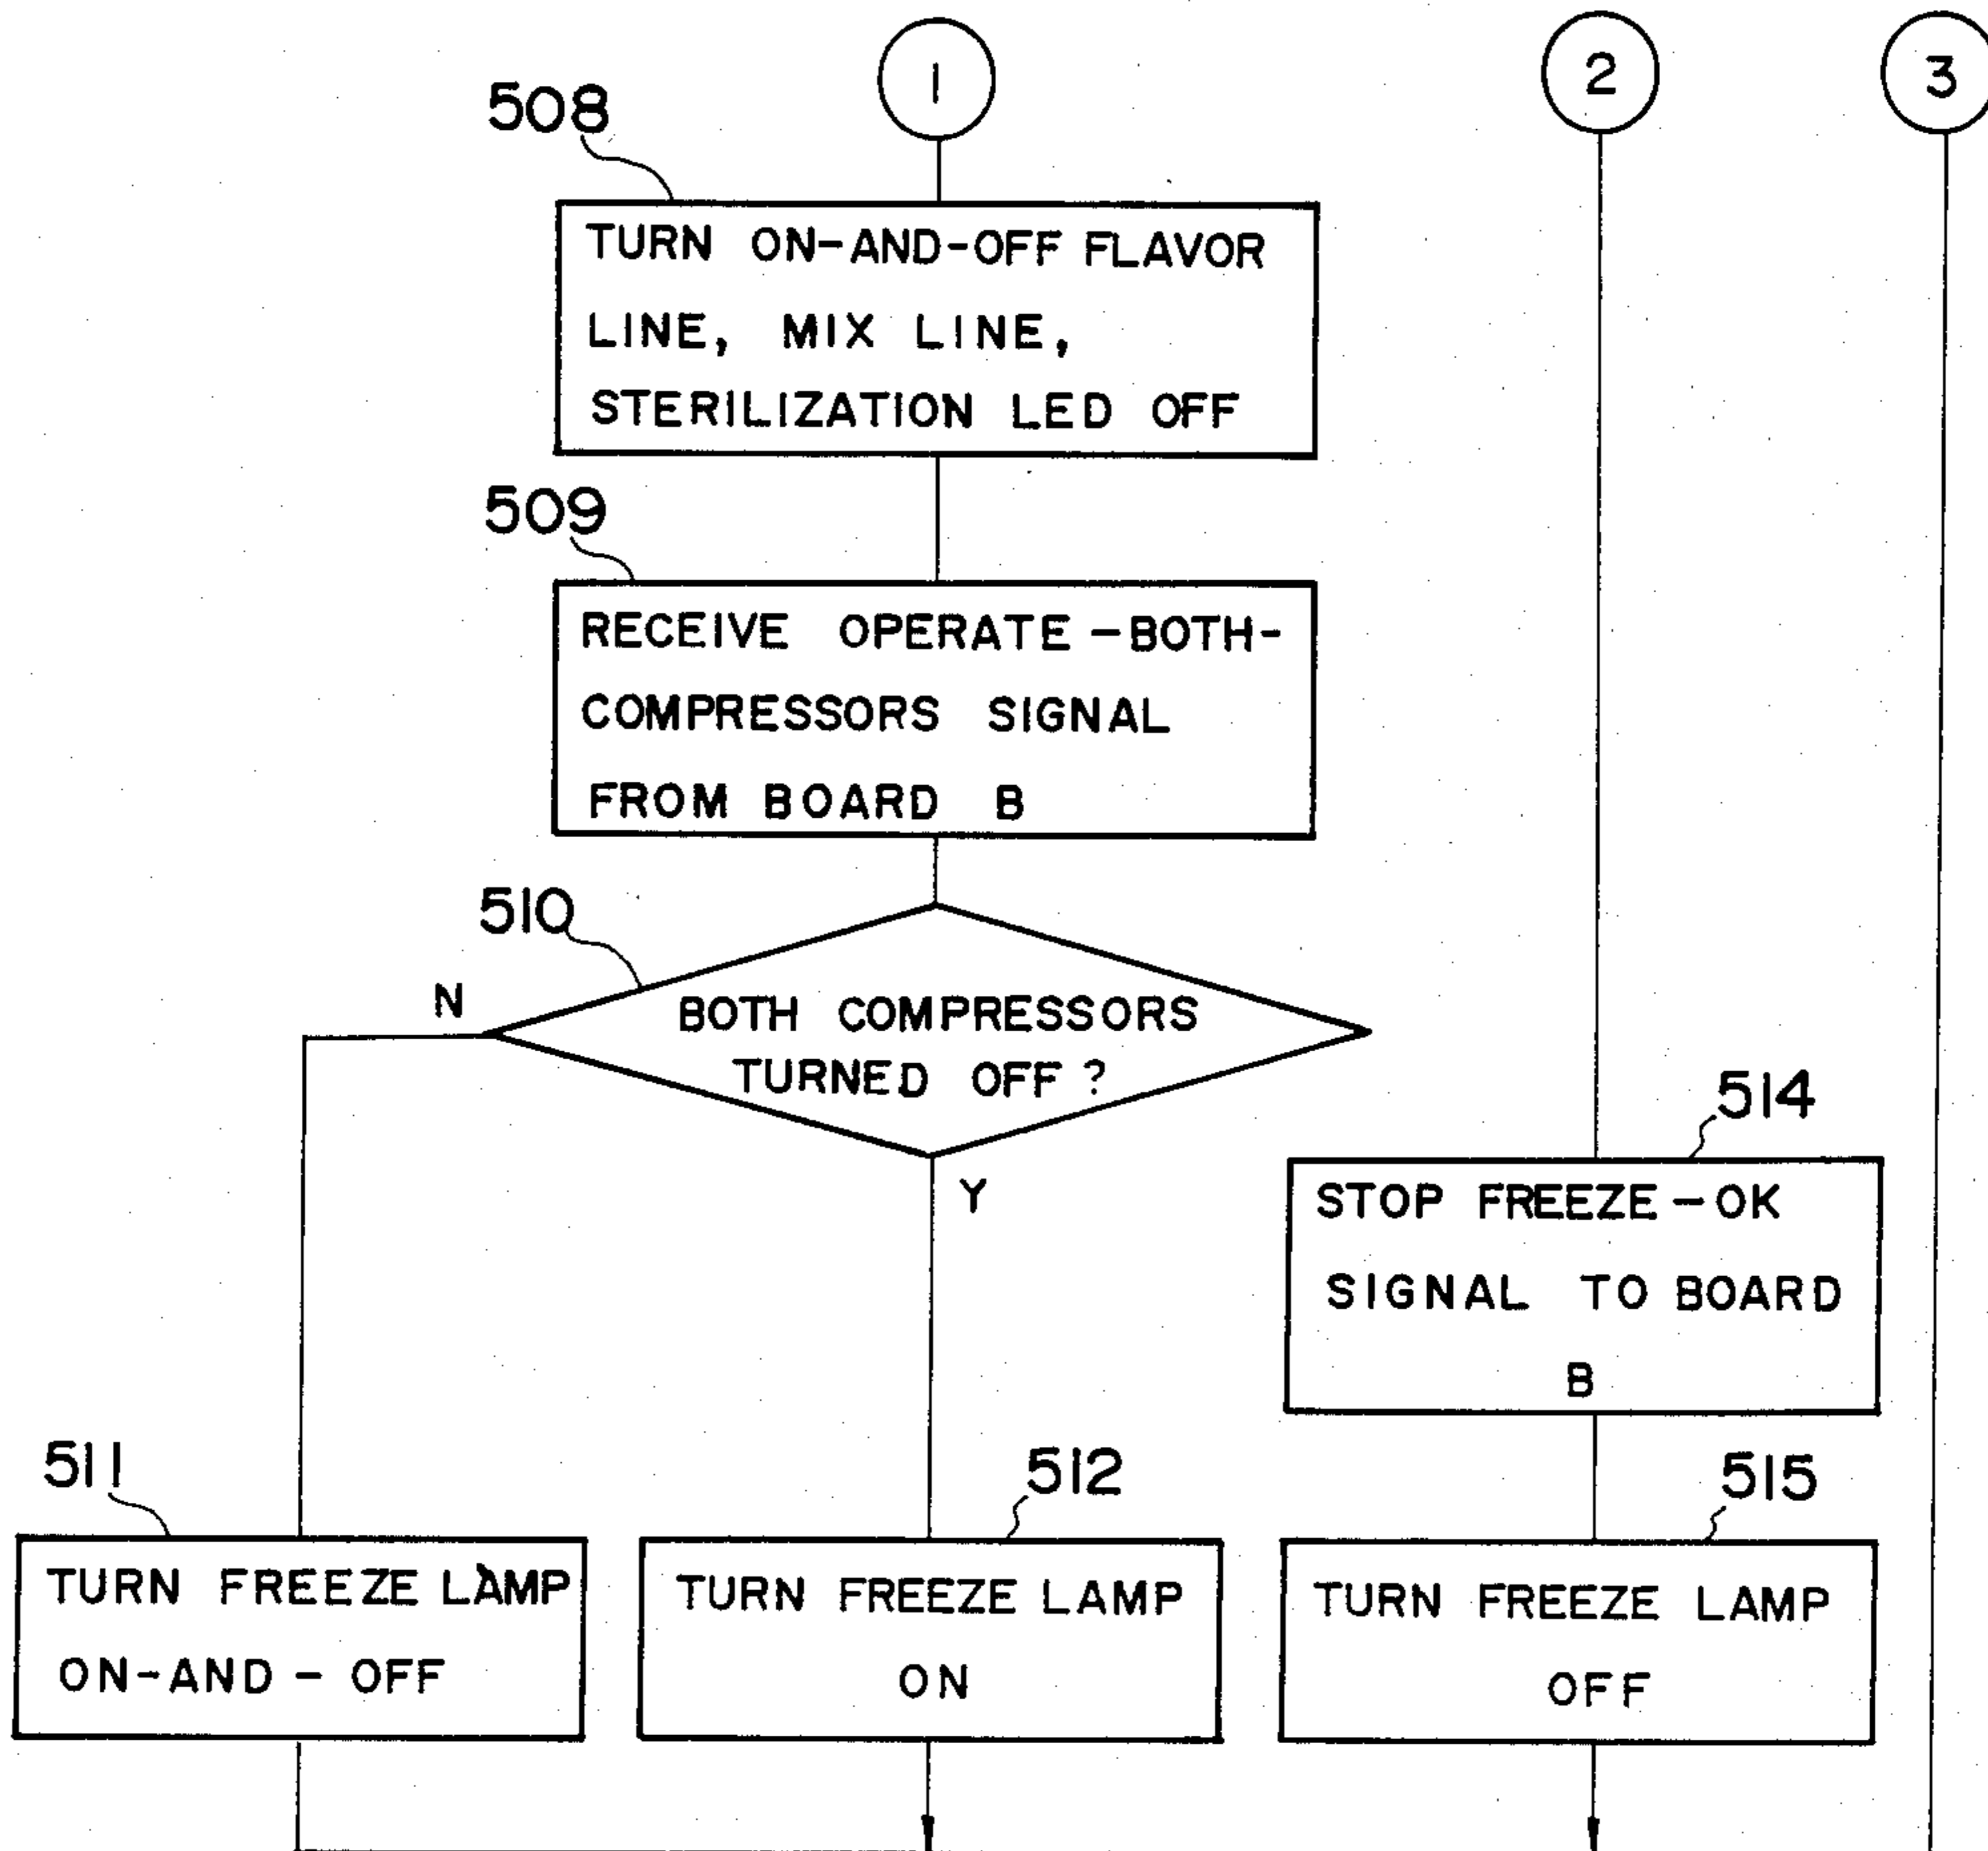 1
2
3
508
TURN ON-AND-OFF FLAVOR
LINE, MIX LINE,
STERILIZATION LED OFF
509
RECEIVE OPERATE-BOTH-
COMPRESSORS SIGNAL
FROM BOARD B
510
N
BOTH COMPRESSORS
TURNED OFF ?
Y
514
STOP FREEZE-OK
SIGNAL TO BOARD
B
511
TURN FREEZE LAMP
ON-AND-OFF
512
TURN FREEZE LAMP
ON
515
TURN FREEZE LAMP
OFF